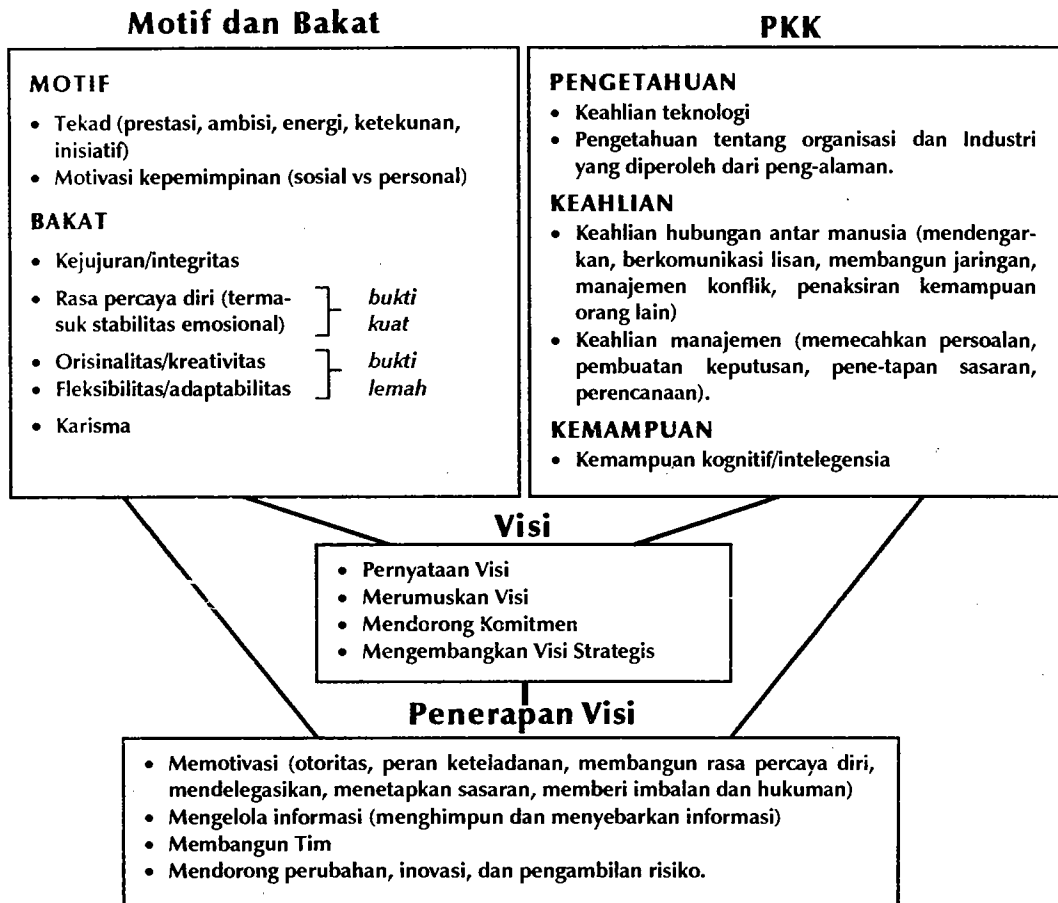 Motif dan Bakat
MOTIF
• Tekad (prestasi, ambisi, energi, ketekunan,
inisiatif)
• Motivasi kepemimpinan (sosial vs personal)
BAKAT
• Kejujuran/integritas
• Rasa percaya diri (terma-
suk stabilitas emosional)
bukti
kuat
• Orisinalitas/kreativitas
• Fleksibilitas/adaptabilitas
bukti
lemah
• Karisma
PKK
PENGETAHUAN
• Keahlian teknologi
• Pengetahuan tentang organisasi dan Industri
yang diperoleh dari peng-alaman.
KEAHLIAN
• Keahlian hubungan antar manusia (mendengar-
kan, berkomunikasi lisan, membangun jaringan,
manajemen konflik, penaksiran kemampuan
orang lain)
• Keahlian manajemen (memecahkan persoalan,
pembuatan keputusan, pene-tapan sasaran,
perencanaan).
KEMAMPUAN
• Kemampuan kognitif/intelegensia
Visi
• Pernyataan Visi
• Merumuskan Visi
• Mendorong Komitmen
• Mengembangkan Visi Strategis
Penerapan Visi
• Memotivasi (otoritas, peran keteladanan, membangun rasa percaya diri,
mendelegasikan, menetapkan sasaran, memberi imbalan dan hukuman)
• Mengelola informasi (menghimpun dan menyebarkan informasi)
• Membangun Tim
• Mendorong perubahan, inovasi, dan pengambilan risiko.